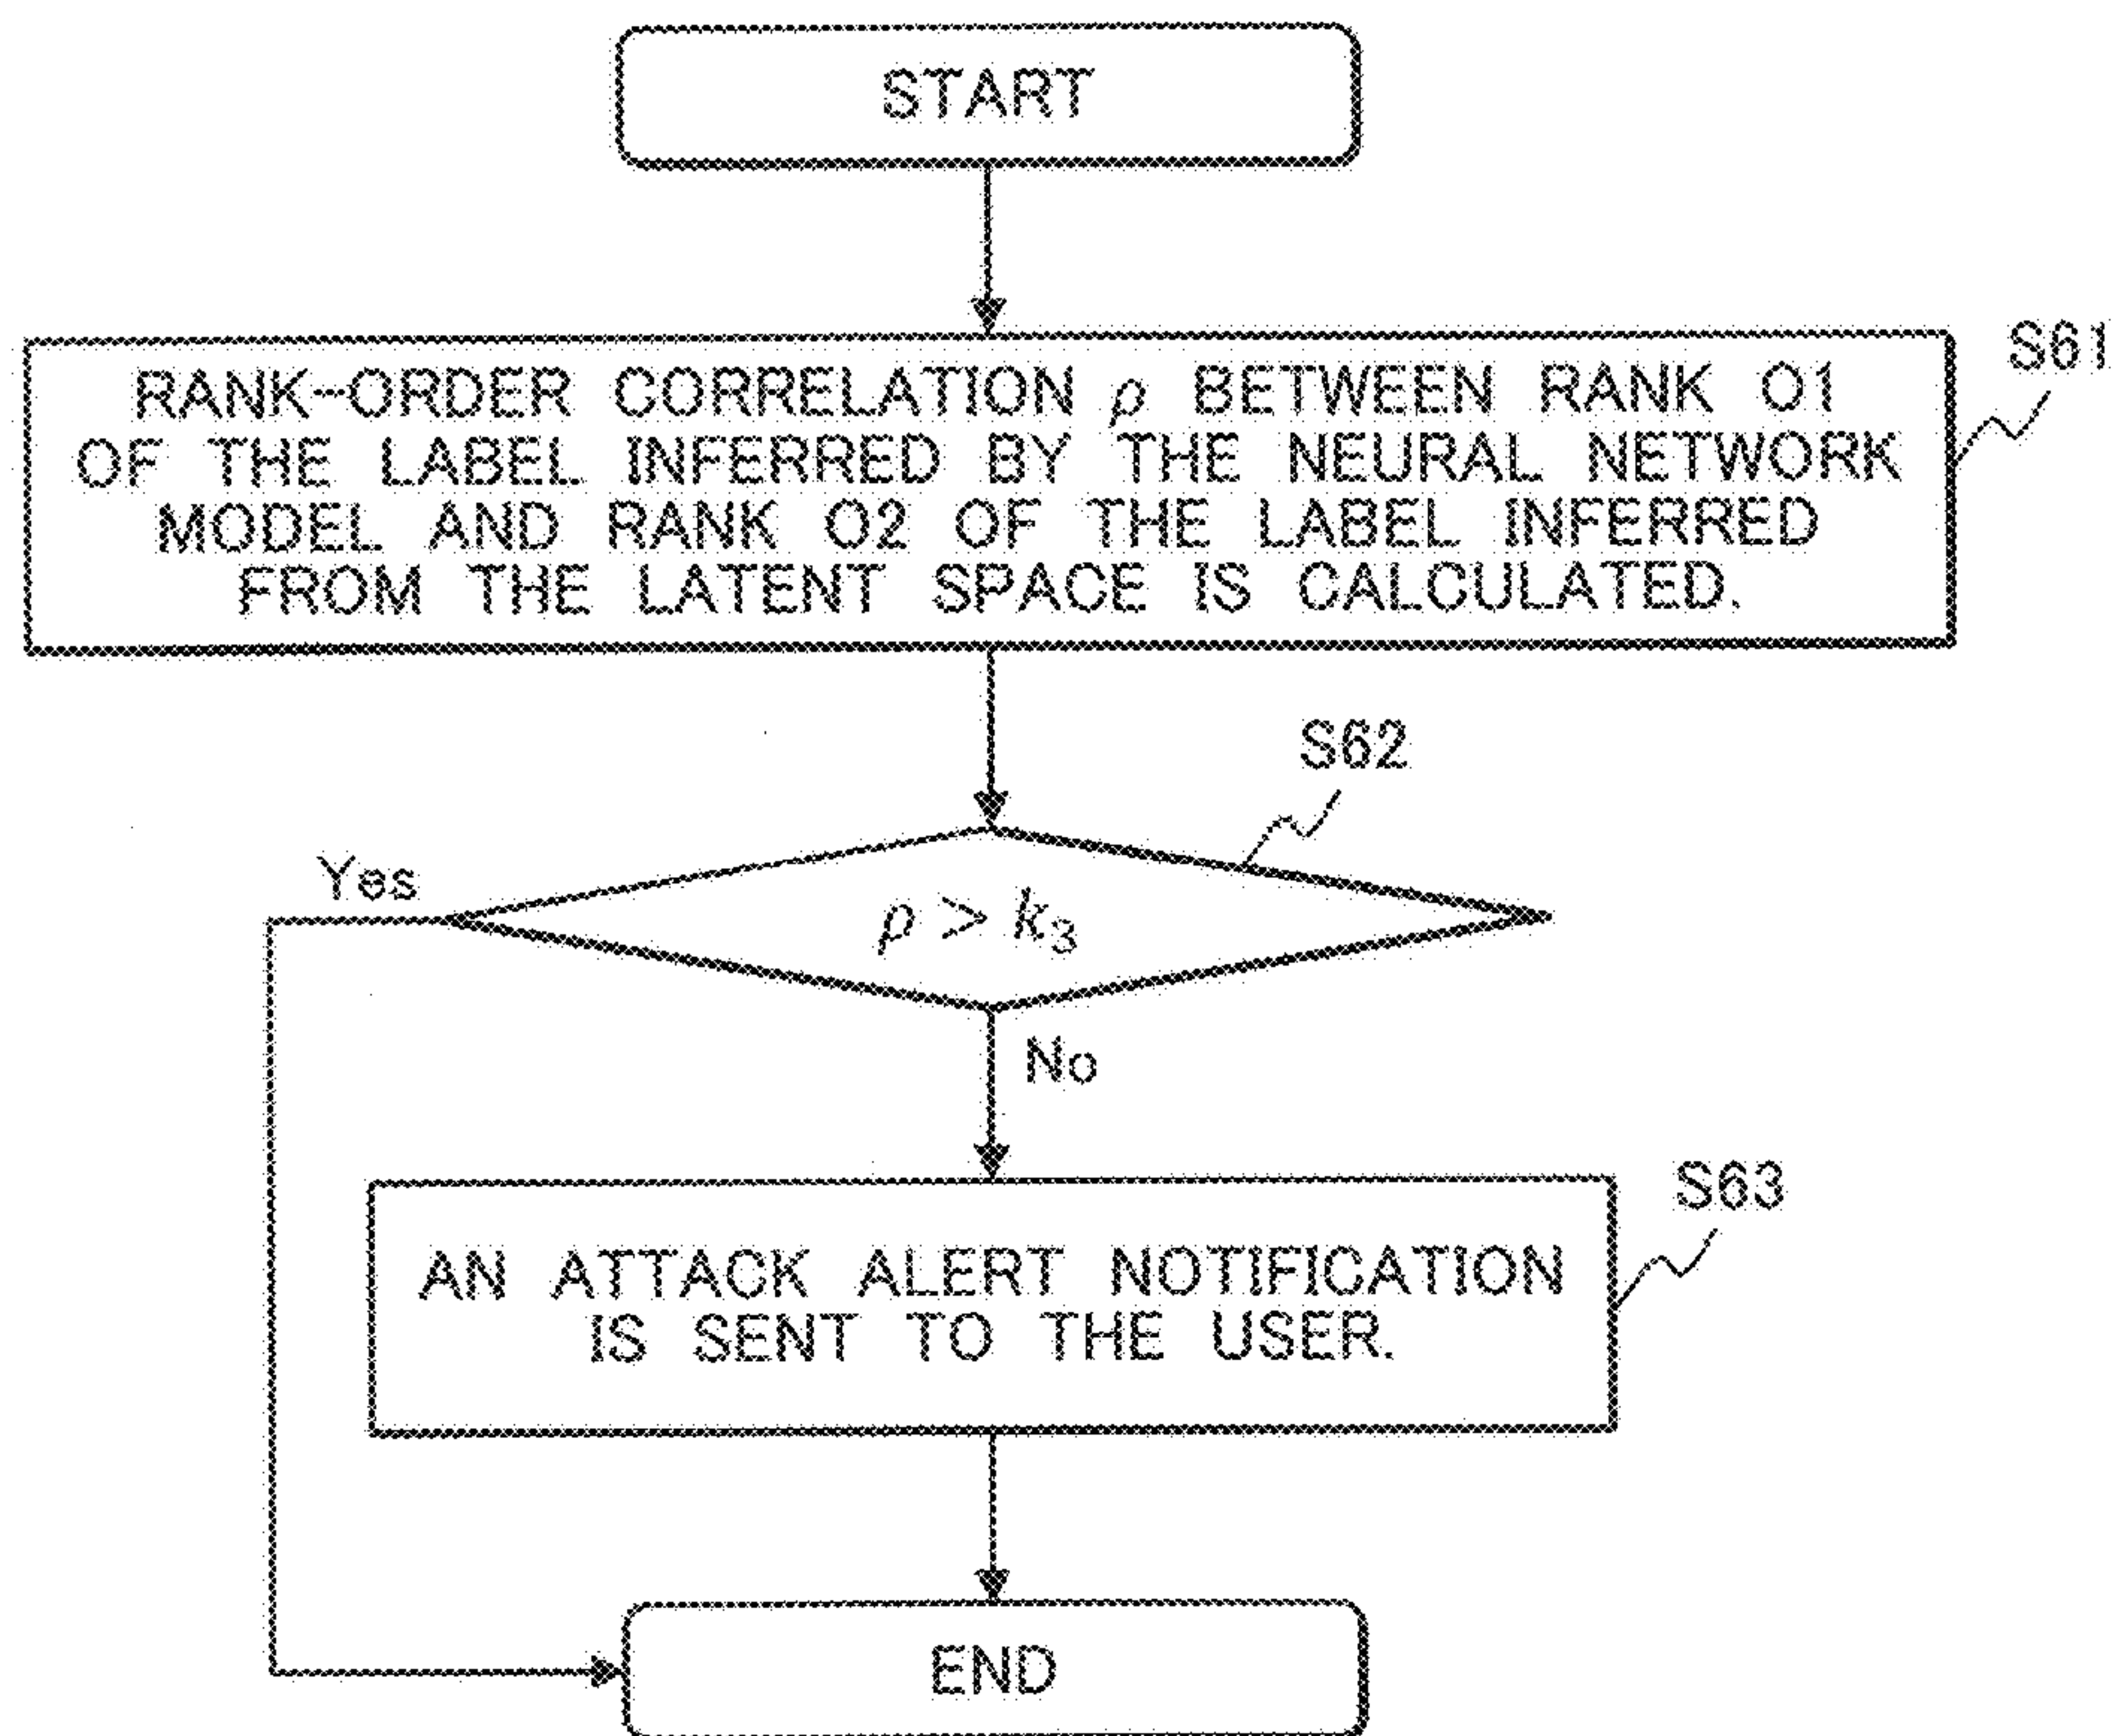 START
S61
RANK-ORDER CORRELATION ρ BETWEEN RANK O1
OF THE LABEL INFERRED BY THE NEURAL NETWORK
MODEL AND RANK O2 OF THE LABEL INFERRED
FROM THE LATENT SPACE IS CALCULATED.
S62
Yes
ρ > k₃
No
S63
AN ATTACK ALERT NOTIFICATION
IS SENT TO THE USER.
END